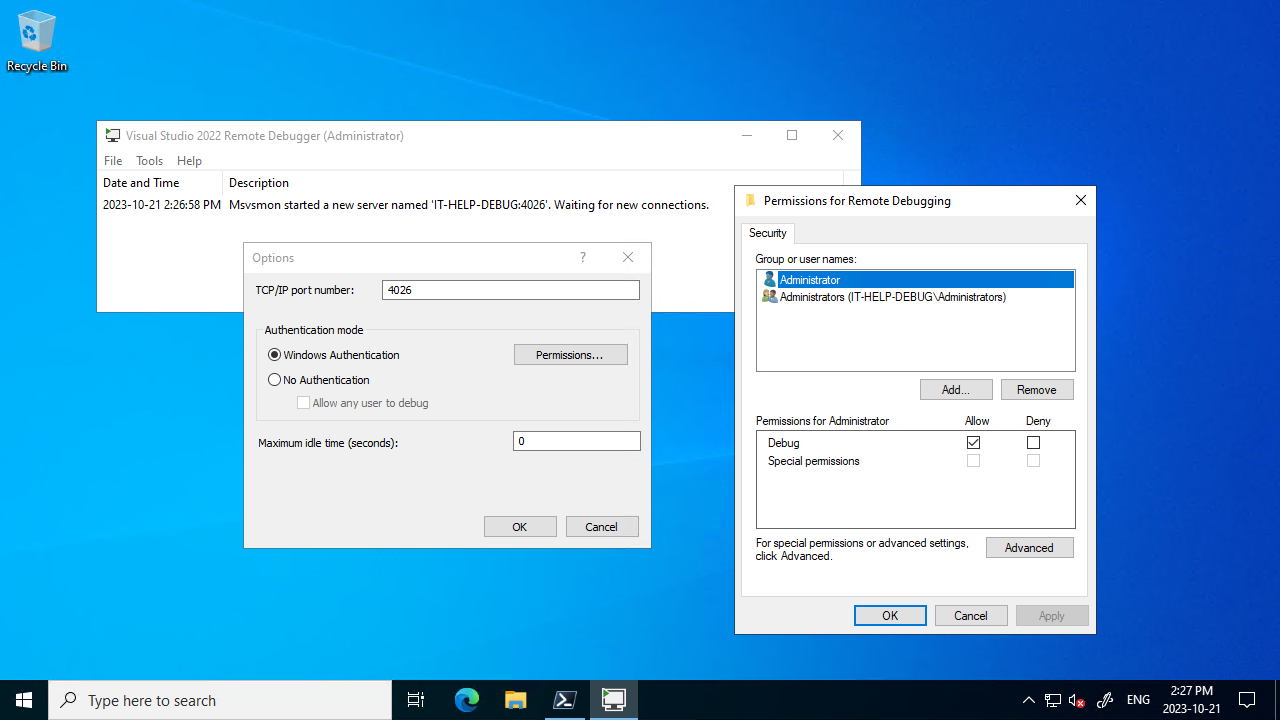 Recycle Bin
Visual Studio 2022 Remote Debugger (Administrator)
File Tools Help
Date and Time Description
2023-10-21 2:26:58 PM Msvsmon started a new server named 'IT-HELP-DEBUG:4026'. Waiting for new connections.
Options
?
TCP/IP port number: 4026
Authentication mode
Windows Authentication Permissions...
No Authentication
Allow any user to debug
Maximum idle time (seconds): 0
OK Cancel
Permissions for Remote Debugging
Security
Group or user names:
Administrator
Administrators (IT-HELP-DEBUG\Administrators)
Add... Remove
Permissions for Administrator Allow Deny
Debug
Special permissions
For special permissions or advanced settings,
click Advanced.
Advanced
OK Cancel Apply
Type here to search
ENG
2:27 PM
2023-10-21